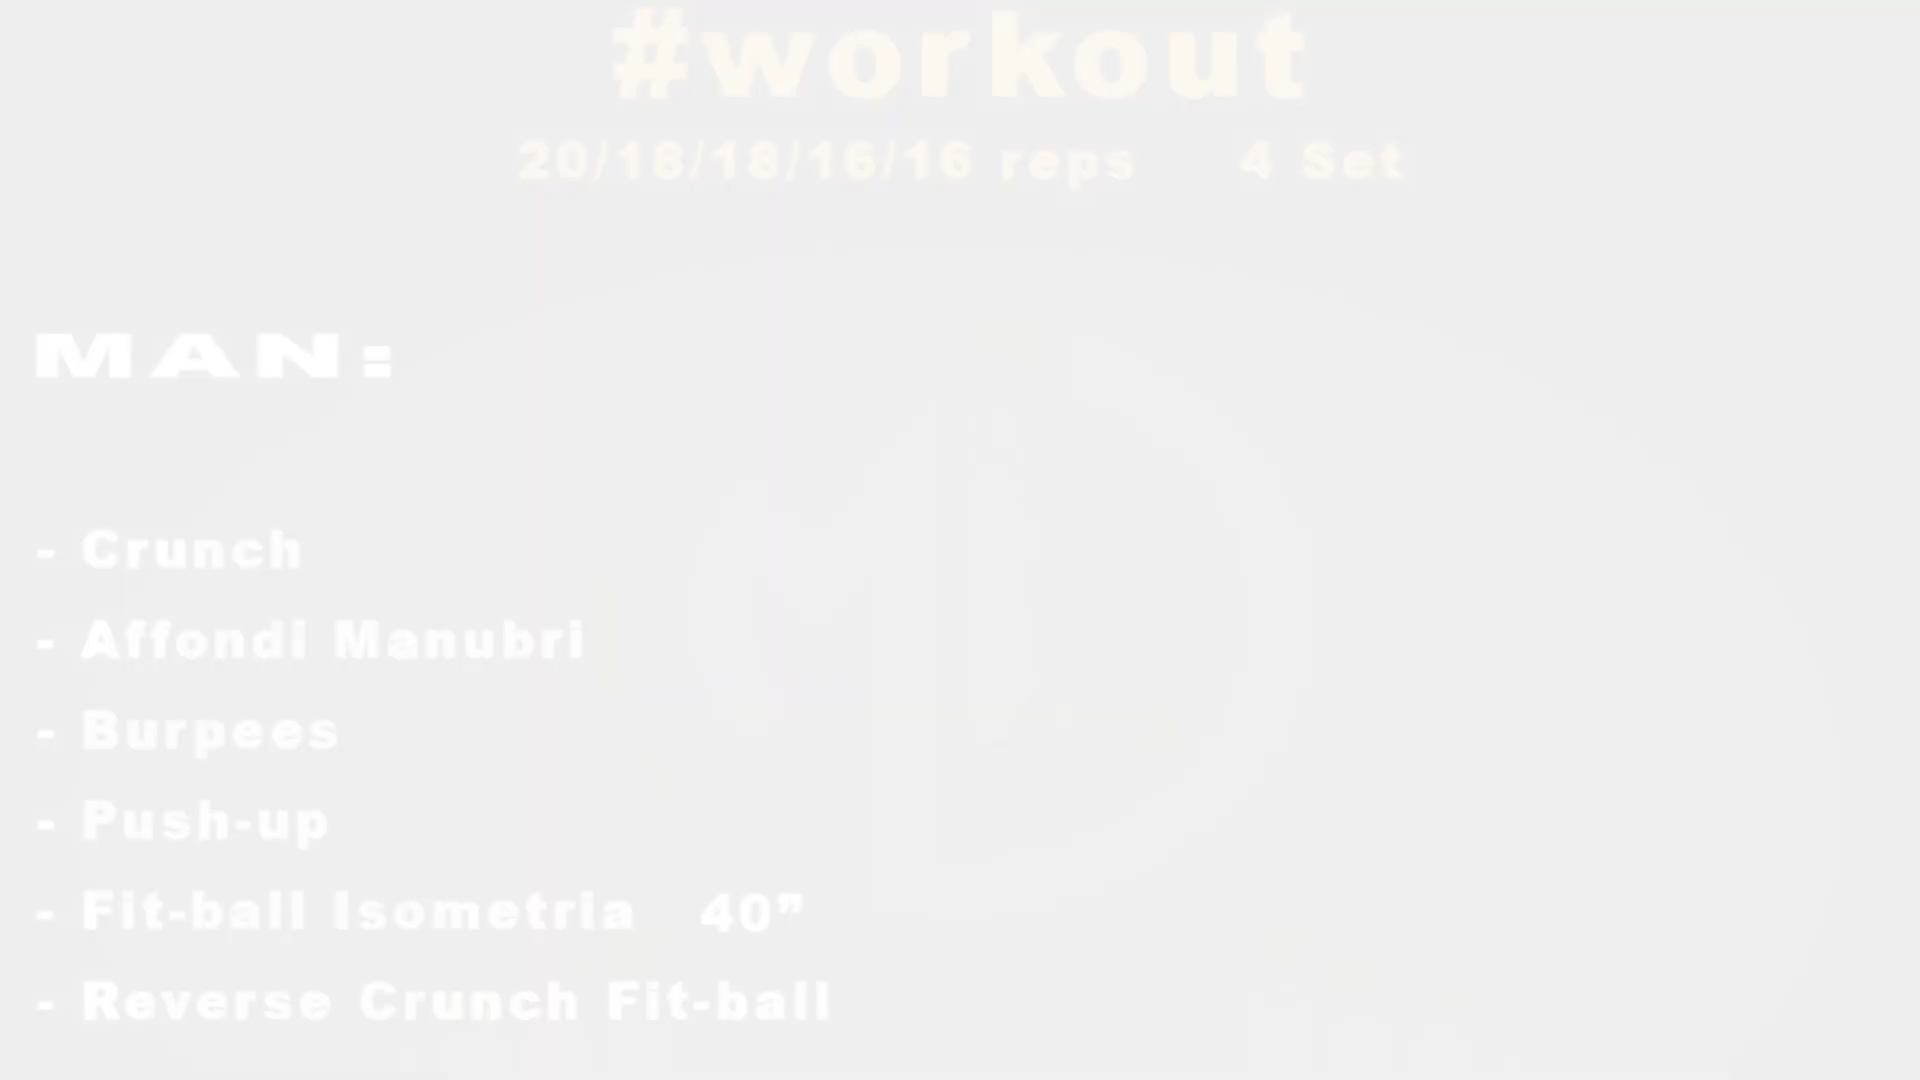 #workout
20/18/18/16/16 reps 4 Set
MAN:
- Crunch
- Affondi Manubri
- Burpees
- Push-up
- Fit-ball Isometria 40”
- Reverse Crunch Fit-ball